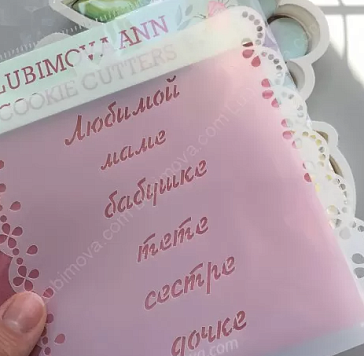 LUBIMOVA ANN
COOKIE CUTTERS
Любимой
маме
бабушке
тете
сестре
дочке